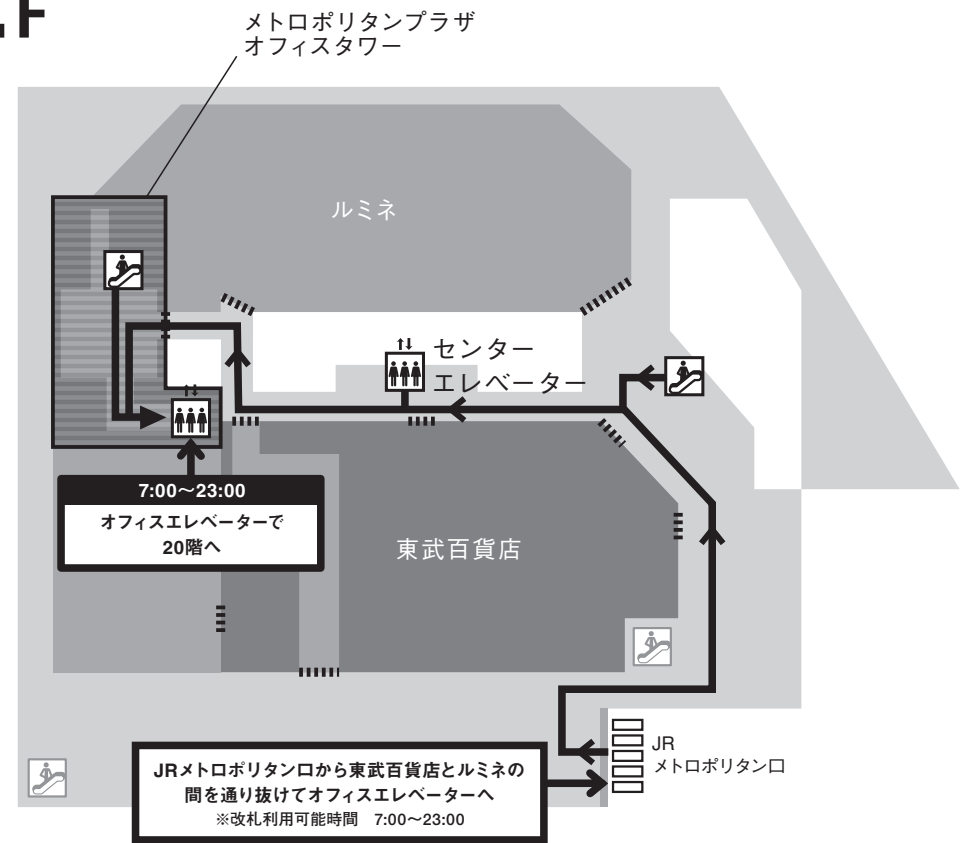 メトロポリタンプラザ
オフィスタワー
ルミネ
センター
エレベーター
7:00〜23:00
オフィスエレベーターで
20階へ
東武百貨店
JR
メトロポリタン口
JRメトロポリタン口から東武百貨店とルミネの
間を通り抜けてオフィスエレベーターへ
※改札利用可能時間　7:00〜23:00